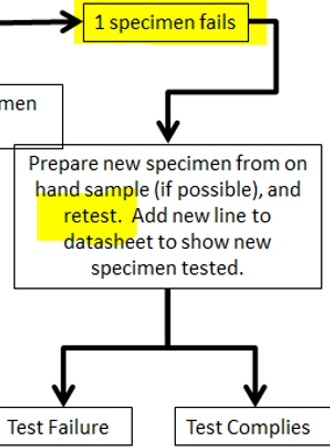 1 specimen fails
men
Prepare new specimen from on
hand sample (if possible), and
retest.  Add new line to
datasheet to show new
specimen tested.
Test Failure
Test Complies